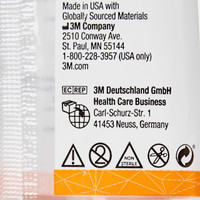 Made in USA with
Globally Sourced Materials
3M Company
2510 Conway Ave.
St. Paul, MN 55144
1-800-228-3957 (USA only)
3M.com
EC REP
3M Deutschland GmbH
Health Care Business
Carl-Schurz-Str. 1
41453 Neuss, Germany
2
NON
STERILE